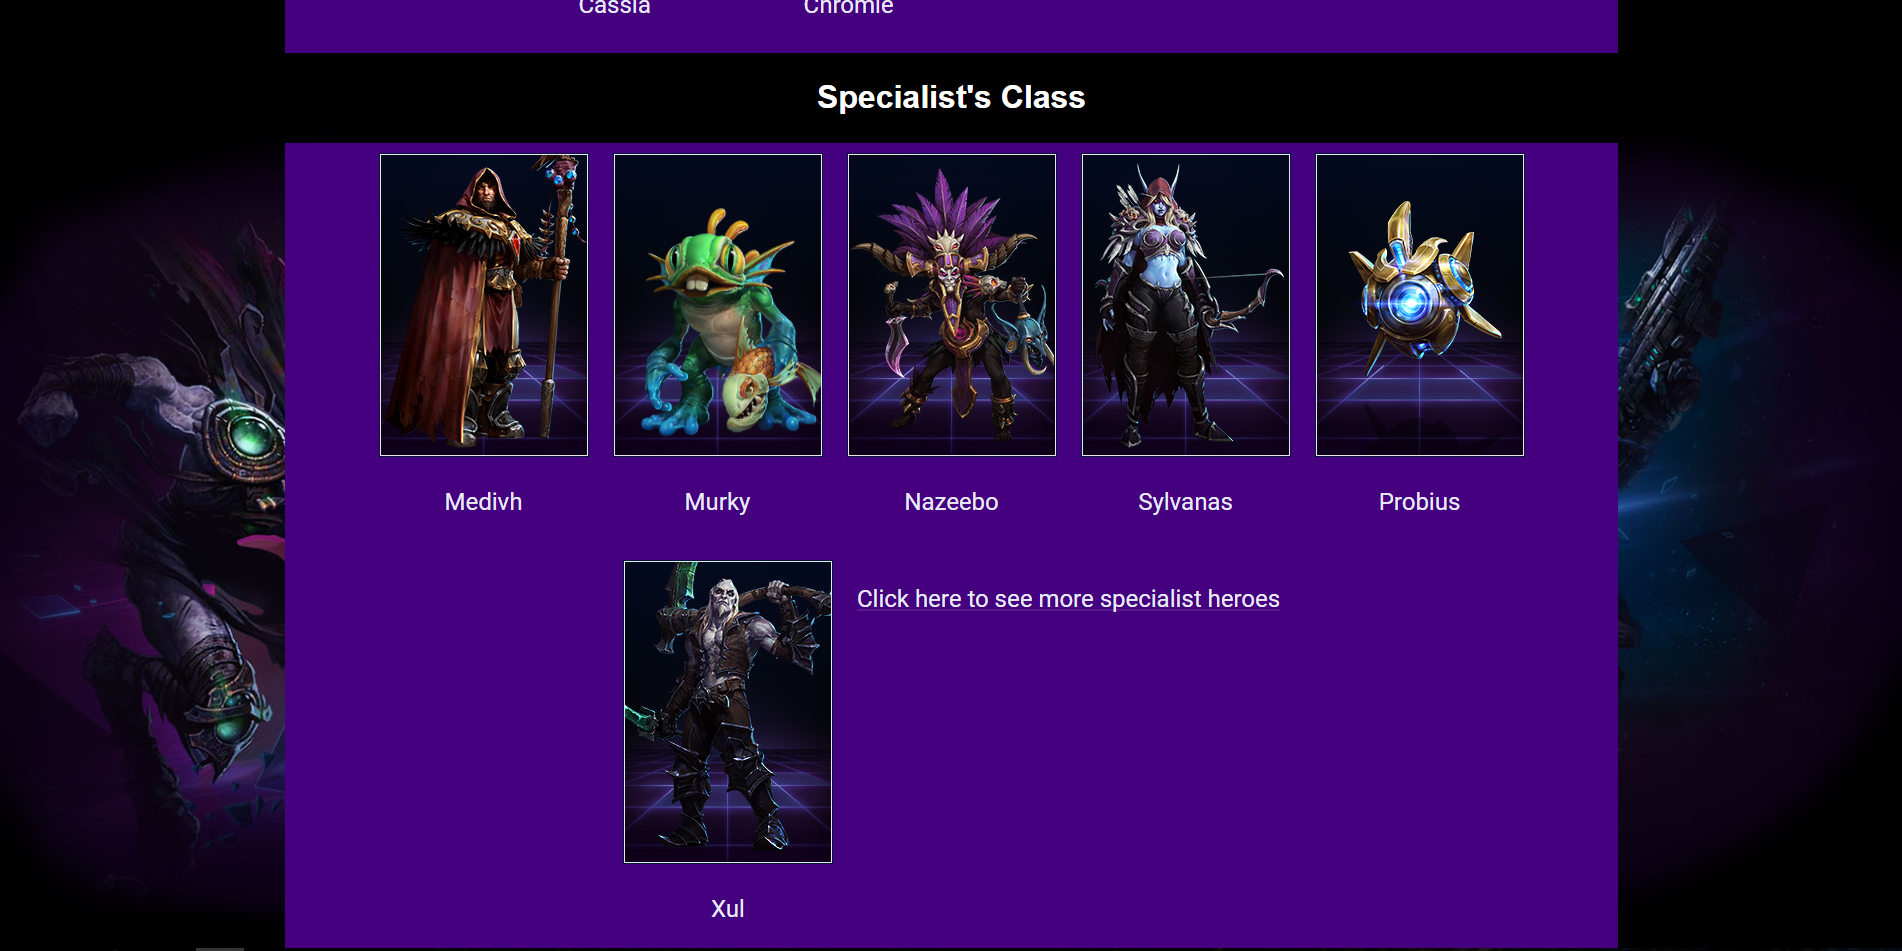 Cassia Chromie
Specialist's Class
Medivh Murky Nazeebo Sylvanas Probius
Click here to see more specialist heroes
Xul